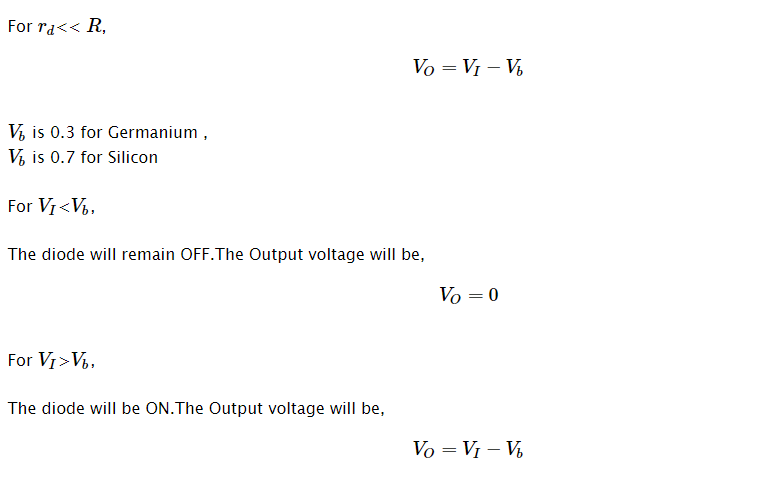 For r_d<< R,
V_O = V_I − V_b
V_b is 0.3 for Germanium ,
V_b is 0.7 for Silicon
For V_I<V_b,
The diode will remain OFF.The Output voltage will be,
V_O = 0
For V_I>V_b,
The diode will be ON.The Output voltage will be,
V_O = V_I − V_b